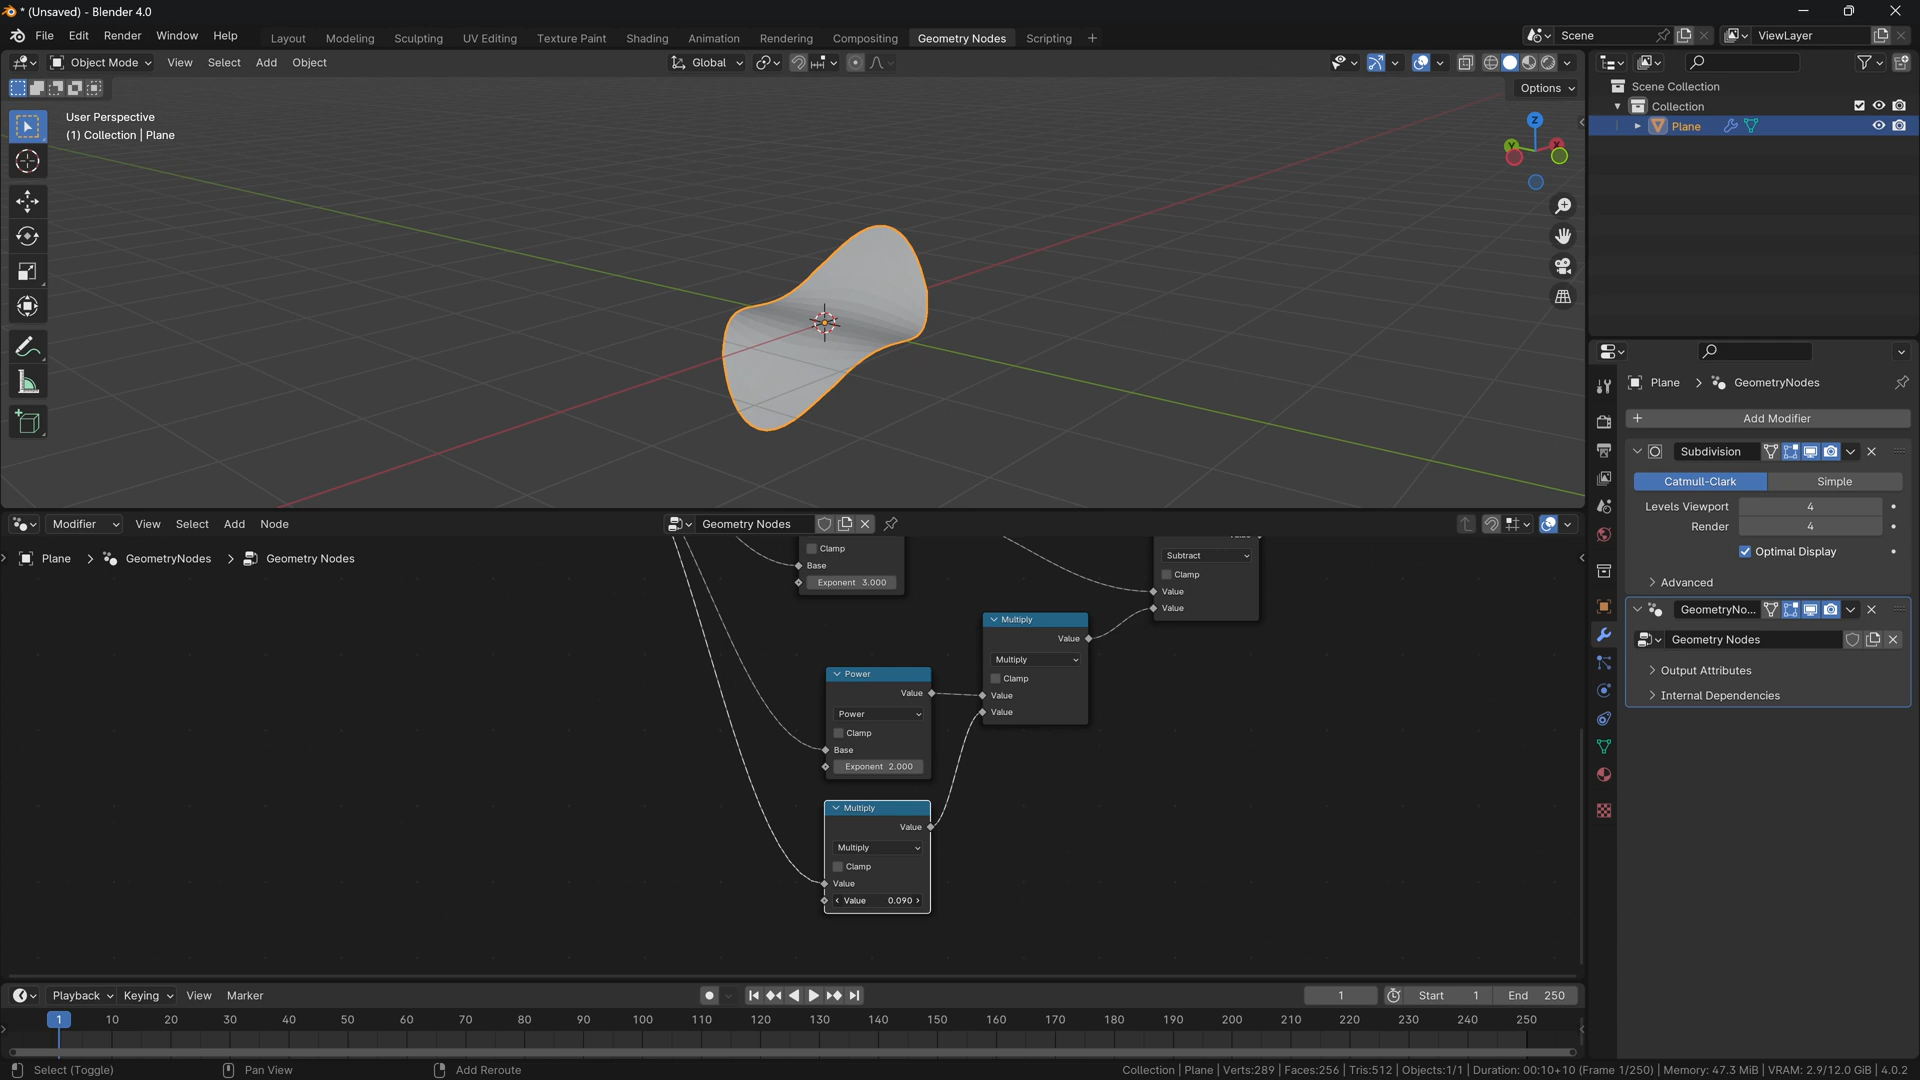 * (Unsaved) - Blender 4.0
File Edit Render Window Help
Layout Modeling Sculpting UV Editing Texture Paint Shading Animation Rendering Compositing Geometry Nodes Scripting +
Scene
ViewLayer
Object Mode View Select Add Object
Global
Options
User Perspective
(1) Collection | Plane
Z
Y
X
Scene Collection
Collection
Plane
Plane > GeometryNodes
+ Add Modifier
Subdivision
Catmull-Clark Simple
Levels Viewport 4
Render 4
Optimal Display
> Advanced
GeometryNo...
Geometry Nodes
> Output Attributes
> Internal Dependencies
Modifier View Select Add Node
Geometry Nodes
Plane > GeometryNodes > Geometry Nodes
Clamp
Base
Exponent 3.000
Subtract
Clamp
Value
Value
Multiply
Value
Multiply
Clamp
Value
Value
Power
Value
Power
Clamp
Base
Exponent 2.000
Multiply
Value
Multiply
Clamp
Value
Value 0.090
Playback Keying View Marker
1 Start 1 End 250
1 10 20 30 40 50 60 70 80 90 100 110 120 130 140 150 160 170 180 190 200 210 220 230 240 250
Select (Toggle) Pan View Add Reroute
Collection | Plane | Verts:289 | Faces:256 | Tris:512 | Objects:1/1 | Duration: 00:10+10 (Frame 1/250) | Memory: 47.3 MiB | VRAM: 2.9/12.0 GiB | 4.0.2